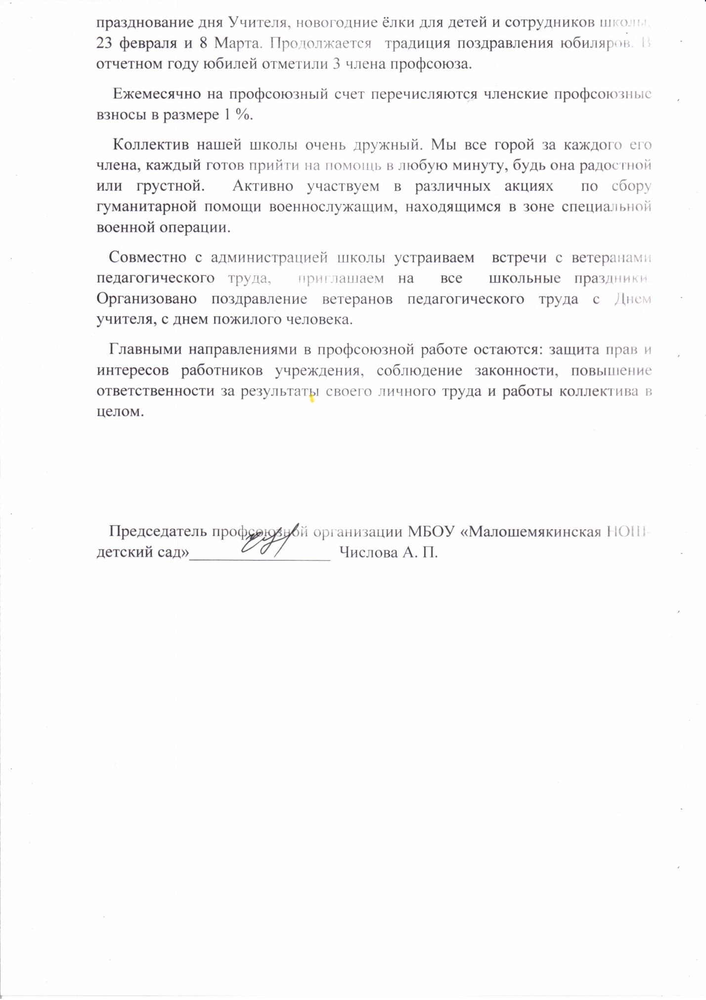 празднование дня Учителя, новогодние ёлки для детей и сотрудников школы,
23 февраля и 8 Марта. Продолжается традиция поздравления юбиляров. В
отчетном году юбилей отметили 3 члена профсоюза.
Ежемесячно на профсоюзный счет перечисляются членские профсоюзные
взносы в размере 1 %.
Коллектив нашей школы очень дружный. Мы все горой за каждого его
члена, каждый готов прийти на помощь в любую минуту, будь она радостной
или грустной. Активно участвуем в различных акциях по сбору
гуманитарной помощи военнослужащим, находящимся в зоне специальной
военной операции.
Совместно с администрацией школы устраиваем встречи с ветеранами
педагогического труда, приглашаем на все школьные праздники.
Организовано поздравление ветеранов педагогического труда с Днем
учителя, с днем пожилого человека.
Главными направлениями в профсоюзной работе остаются: защита прав и
интересов работников учреждения, соблюдение законности, повышение
ответственности за результаты своего личного труда и работы коллектива в
целом.
Председатель профсоюзной организации МБОУ «Малошемякинская НОШ-
детский сад»__________________ Числова А. П.